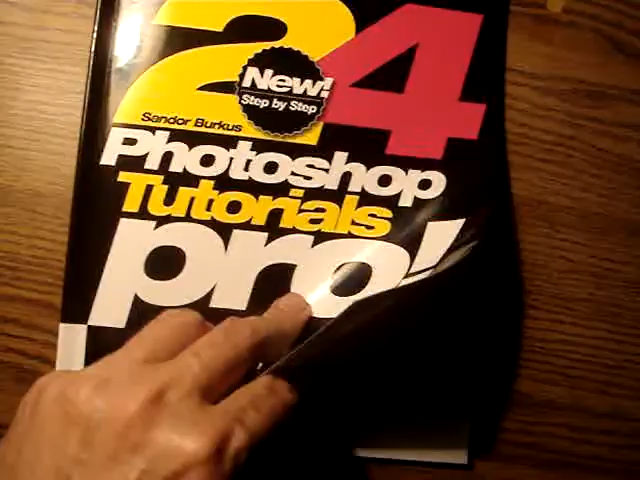 24
New!
Step by Step
Sandor Burkus
Photoshop
Tutorials
pro!